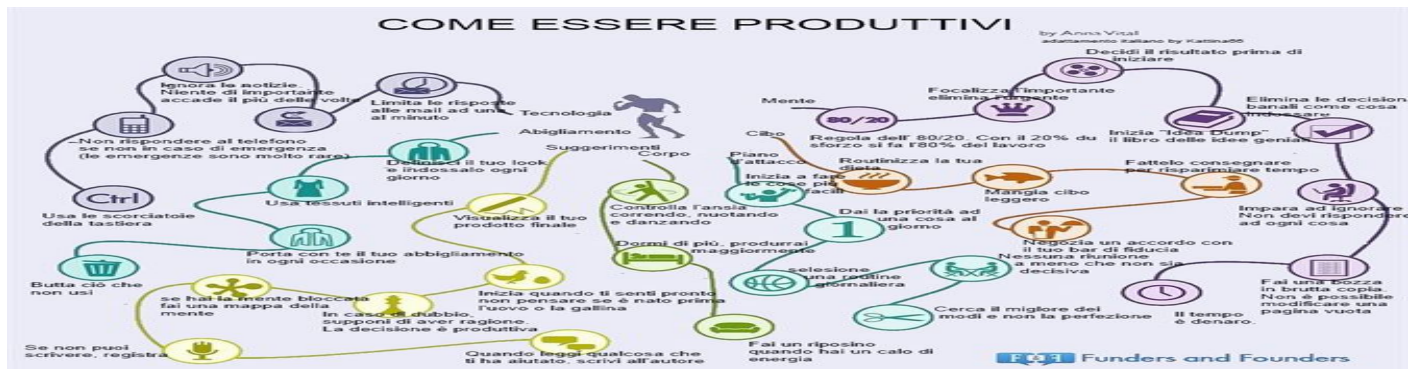 COME ESSERE PRODUTTIVI
by Anna Vital
adattamento italiano by Kattina88
Tecnologia
Limita le risposte
alle mail ad una
al minuto
Ignora le notizie.
Niente di importante
accade il più delle volte
Non rispondere al telefono
se non in caso di emergenza
(le emergenze sono molto rare)
Ctrl
Usa le scorciatoie
della tastiera
Abigliamento
Definisci il tuo look
e indossalo ogni
giorno
Usa tessuti intelligenti
Porta con te il tuo abbigliamento
in ogni occasione
Butta ciò che
non usi
Suggerimenti
Visualizza il tuo
prodotto finale
Inizia quando ti senti pronto
non pensare se è nato prima
l'uovo o la gallina
In caso di dubbio,
supponi di aver ragione.
La decisione è produttiva
se hai la mente bloccata
fai una mappa della
mente
Se non puoi
scrivere, registra
Quando leggi qualcosa che
ti ha aiutato, scrivi all'autore
Corpo
Controlla l'ansia
correndo, nuotando
e danzando
Dormi di più, produrrai
maggiormente
Fai un riposino
quando hai un calo di
energia
Piano
d'attacco
Inizia a fare
le cose più
facili
1
Dai la priorità ad
una cosa al
giorno
selesione
una routine
giornaliera
Nessuna riunione
a meno che non sia
decisiva
Cerca il migliore dei
modi e non la perfezione
Cibo
Routinizza la tua
dieta
Mangia cibo
leggero
Fattelo consegnare
per risparmiare tempo
Negozia un accordo con
il tuo bar di fiducia
Mente
80/20
Regola dell' 80/20. Con il 20% du
sforzo si fa l'80% del lavoro
Focalizza l'importante
elimina l'urgente
Decidi il risultato prima di
iniziare
Inizia "Idea Dump"
il libro delle idee geniali
Elimina le decisioni
banali come cosa
indossare
Impara ad ignorare
Non devi rispondere
ad ogni cosa
Fai una bozza
in brutta copia.
Non è possibile
modificare una
pagina vuota
Il tempo
è denaro.
Funders and Founders